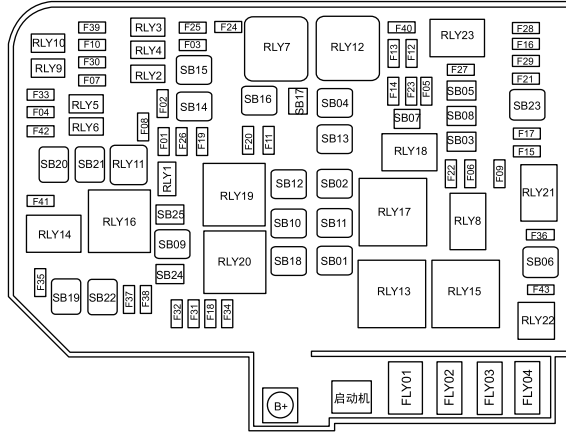 F39 RLY3 F25 F24 F40 F28
RLY10 F10 RLY4 F03 RLY7 RLY12 F13 F12 RLY23 F16
RLY9 F30 RLY2 SB15 F27 F29
F07 F14 F23 F05 SB05 F21
F33 RLY5 F02 SB14 SB16 SB17 SB04 SB23
F04 RLY6 F08 SB07 SB08
F42 F01 F26 F19 F20 F11 SB13 SB03 F17
SB20 SB21 RLY11 RLY18 F15
RLY1 SB12 SB02 F22 F06 F09 RLY21
F41 RLY16 RLY19 RLY17
SB25 SB10 SB11 RLY8
RLY14 SB09 F36
F35 SB24 RLY20 SB18 SB01 SB06
SB19 SB22 F37 F38 RLY13 RLY15 F43
F32 F31 F18 F34 RLY22
FLY01 FLY02 FLY03 FLY04
B+ 启动机